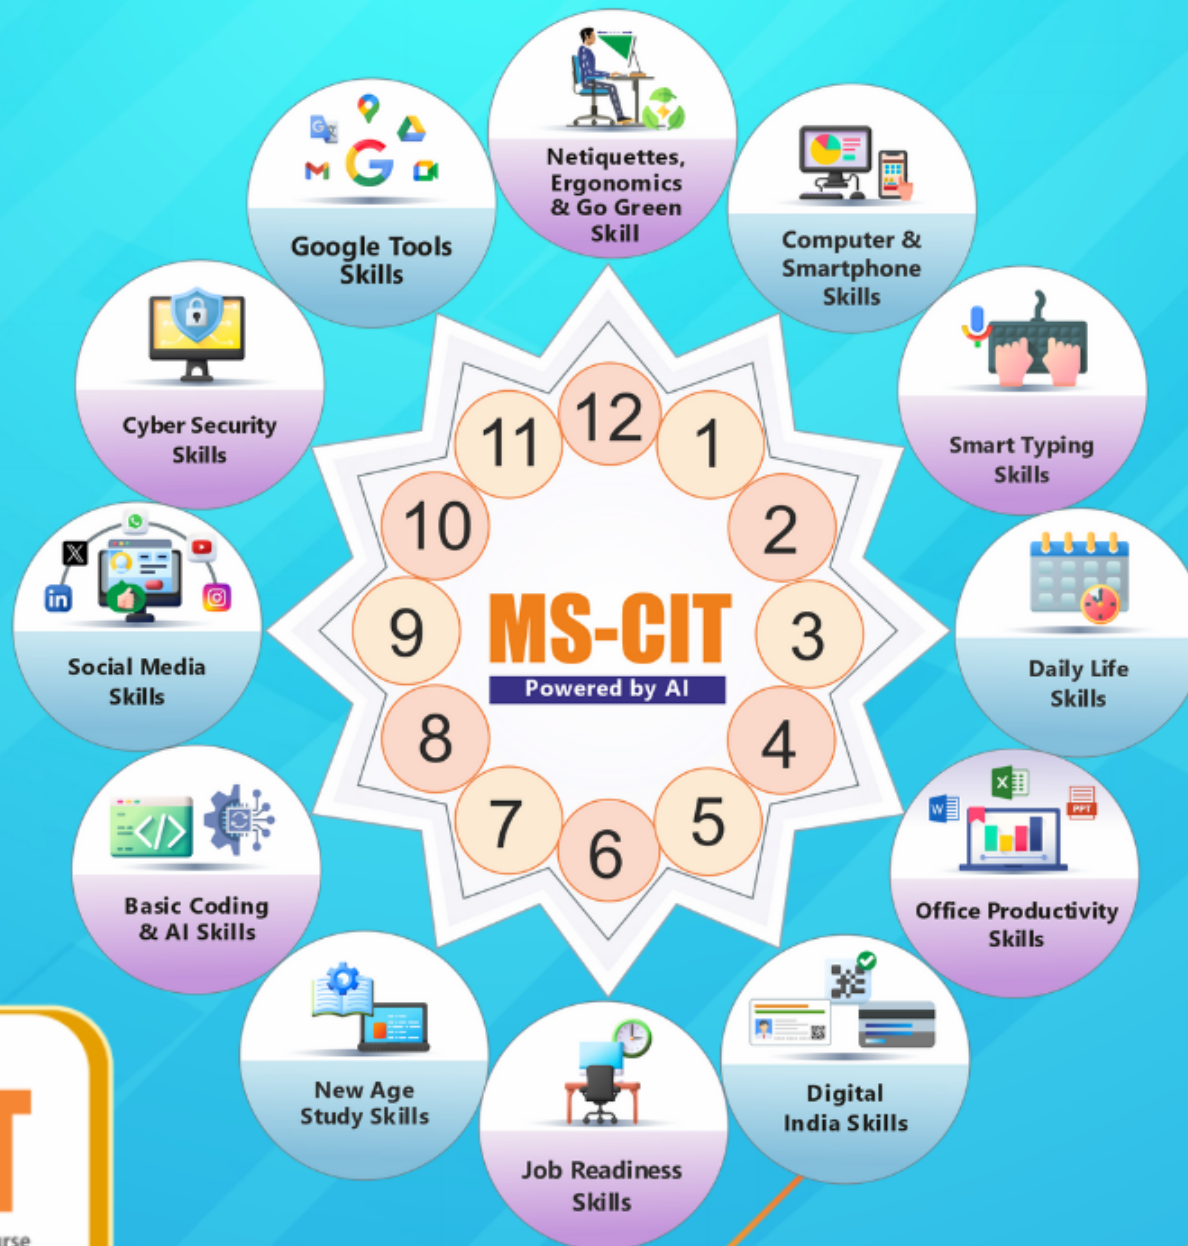 Netiquettes,
Ergonomics
& Go Green
Skill
Computer &
Smartphone
Skills
Smart Typing
Skills
Daily Life
Skills
W
X
PPT
Office Productivity
Skills
Digital
India Skills
Job Readiness
Skills
New Age
Study Skills
</>
Basic Coding
& AI Skills
X
in
Social Media
Skills
Cyber Security
Skills
G
G
Google Tools
Skills
12
1
2
3
4
5
6
7
8
9
10
11
MS-CIT
Powered by AI
T